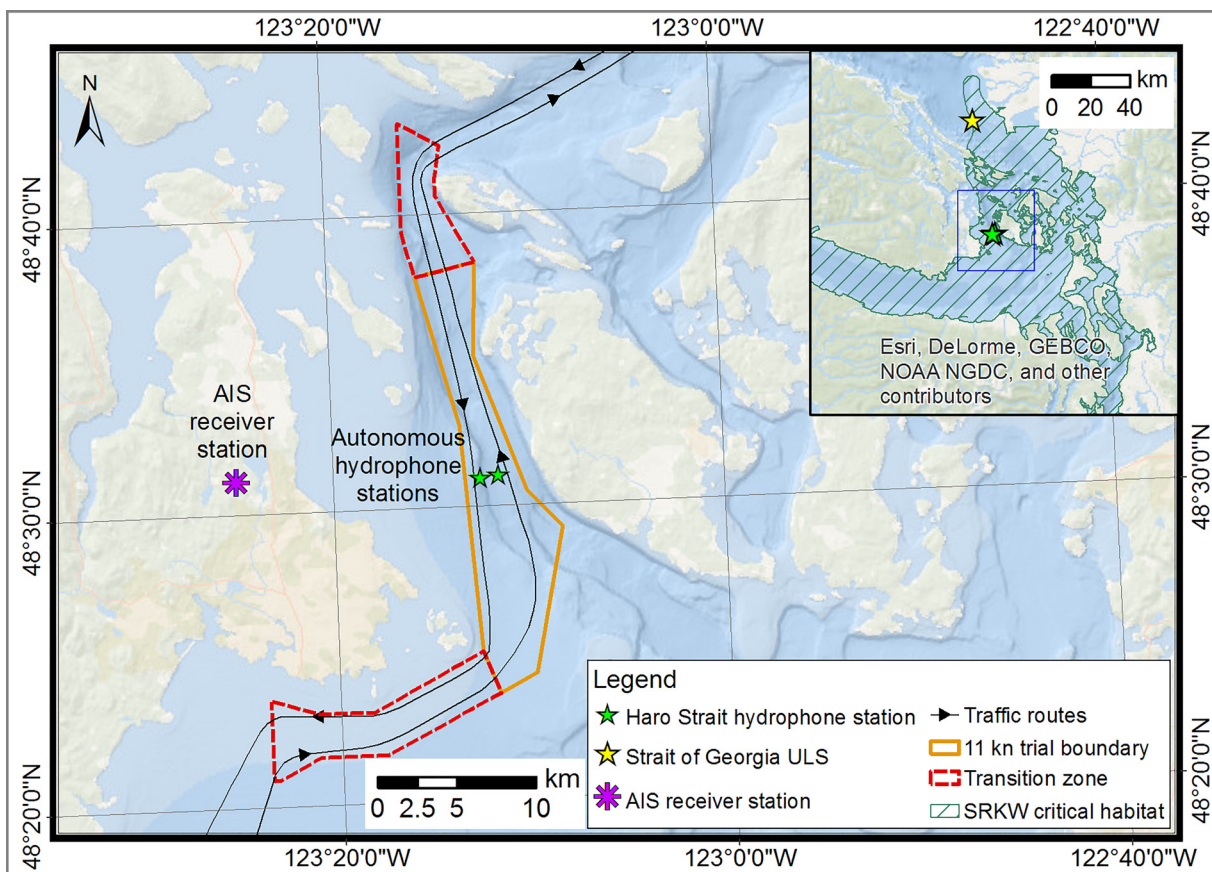 123°20'0"W
123°0'0"W
122°40'0"W
N
km
0 20 40
48°40'0"N
48°40'0"N
Esri, DeLorme, GEBCO,
NOAA NGDC, and other
contributors
AIS
receiver
station
Autonomous
hydrophone
stations
48°30'0"N
48°30'0"N
Legend
Haro Strait hydrophone station
Strait of Georgia ULS
AIS receiver station
Traffic routes
11 kn trial boundary
Transition zone
SRKW critical habitat
km
0 2.5 5 10
48°20'0"N
48°20'0"N
123°20'0"W
123°0'0"W
122°40'0"W